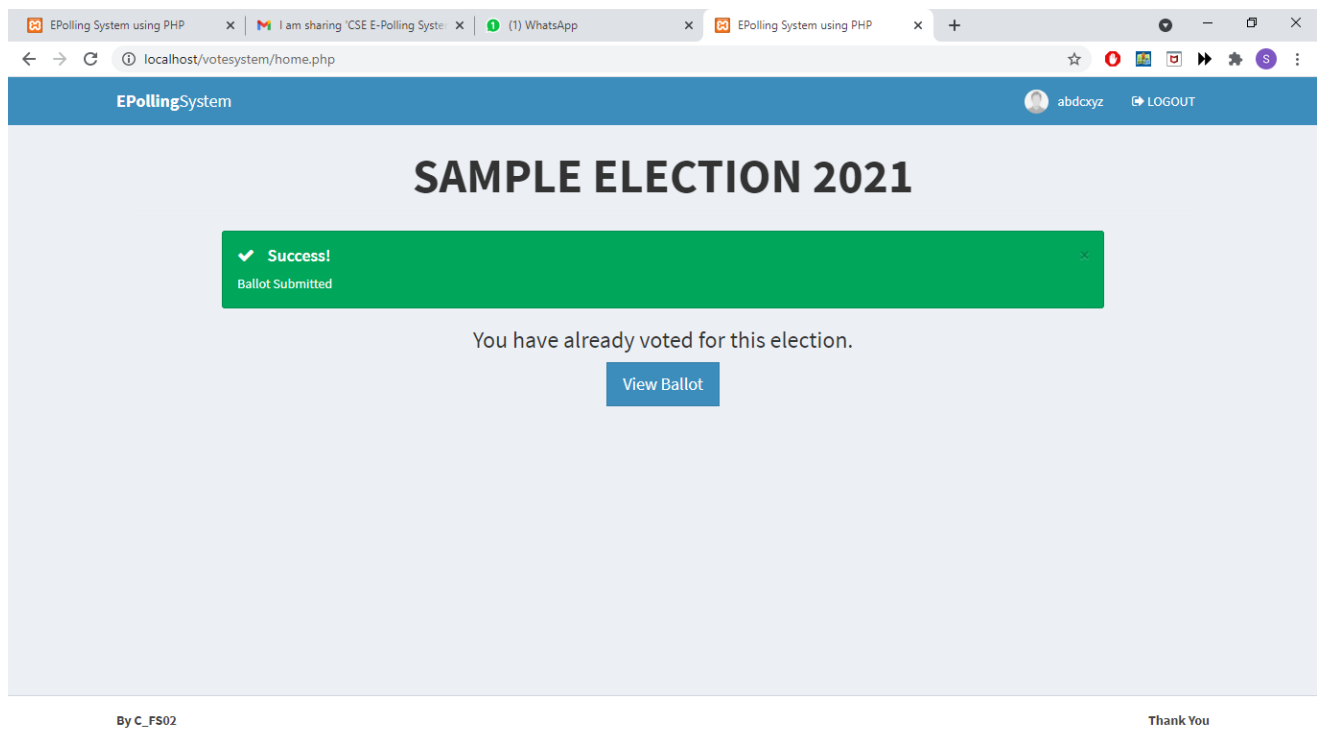 EPolling System using PHP
I am sharing 'CSE E-Polling Syste
1 (1) WhatsApp
EPolling System using PHP
localhost/votesystem/home.php
S
EPollingSystem
abdcxyz
LOGOUT
SAMPLE ELECTION 2021
Success!
Ballot Submitted
You have already voted for this election.
View Ballot
By C_FS02
Thank You